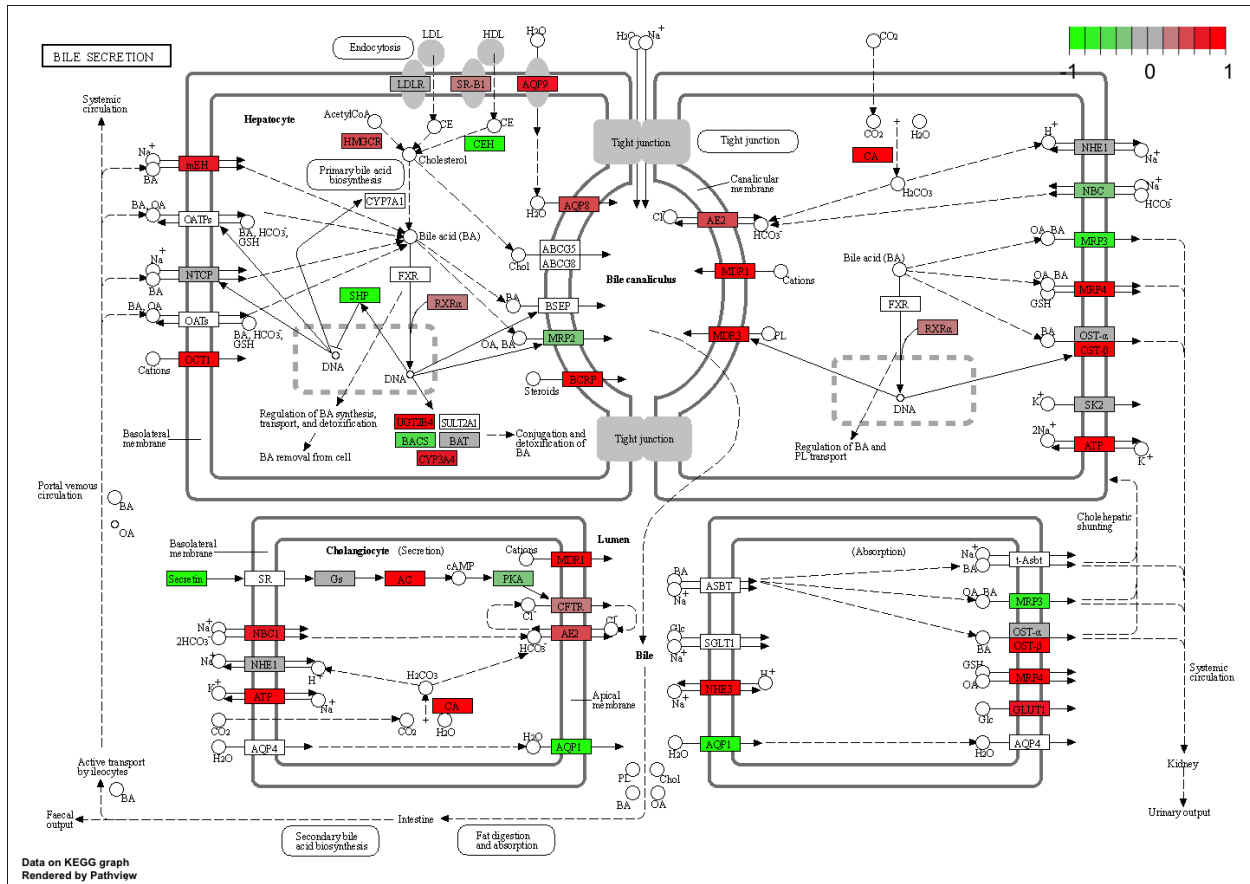 BILE SECRETION
Endocytosis
LDL
HDL
H2O
H2O
Na+
CO2
-1
0
1
LDLR
SR-B1
AQP9
Systemic
circulation
Hepatocyte
AcetylCoA
HMGCR
CE
CE
CEH
Cholesterol
Tight junction
Tight junction
CO2
+
H2O
CA
H2CO3
H+
NHE1
Na+
Na+
mEH
BA
Primary bile acid
biosynthesis
CYP7A1
H2O
AQP8
Canalicular
membrane
Cl-
AE2
HCO3-
NBC
Na+
HCO3-
BA, OA
OATPs
BA, HCO3-,
GSH
Bile acid (BA)
Chol
ABCG5
ABCG8
Bile canaliculus
MDR1
Cations
Bile acid (BA)
OA, BA
MRP3
Na+
NTCP
BA
FXR
SHP
RXRα
BA
BSEP
FXR
RXRα
OA, BA
GSH
MRP4
BA, OA
OATs
BA, HCO3-,
GSH
OA, BA
MRP2
MDR3
PL
BA
OST-α
OST-β
OCT1
Cations
DNA
DNA
Steroids
BCRP
DNA
K+
SK2
Regulation of BA synthesis,
transport, and detoxification
BA removal from cell
UGT2B4
SULT2A1
BACS
BAT
CYP3A4
Conjugation and
detoxification of
BA
Tight junction
Regulation of BA and
PL transport
2Na+
ATP
K+
Basolateral
membrane
Portal venous
circulation
BA
OA
Chole hepatic
shunting
Basolateral
membrane
Cholangiocyte
(Secretion)
Lumen
Cations
MDR1
(Absorption)
Na+
BA
t-Asbt
Secretin
SR
Gs
AC
cAMP
PKA
BA
Na+
ASBT
OA, BA
MRP3
Cl-
CFTR
Cl-
Na+
2HCO3-
NBC1
HCO3-
AE2
Glc
Na+
SGLT1
BA
OST-α
OST-β
Bile
Na+
NHE1
H+
H2CO3
K+
ATP
Na+
CA
+
H2O
CO2
CO2
Apical
membrane
H+
NHE3
Na+
GSH
OA
MRP4
Glc
GLUT1
Systemic
circulation
H2O
AQP4
H2O
AQP1
H2O
AQP1
H2O
AQP4
Active transport
by ileocytes
BA
PL
Chol
BA
OA
Kidney
Faecal
output
Intestine
Urinary output
Secondary bile
acid biosynthesis
Fat digestion
and absorption
Data on KEGG graph
Rendered by Pathview